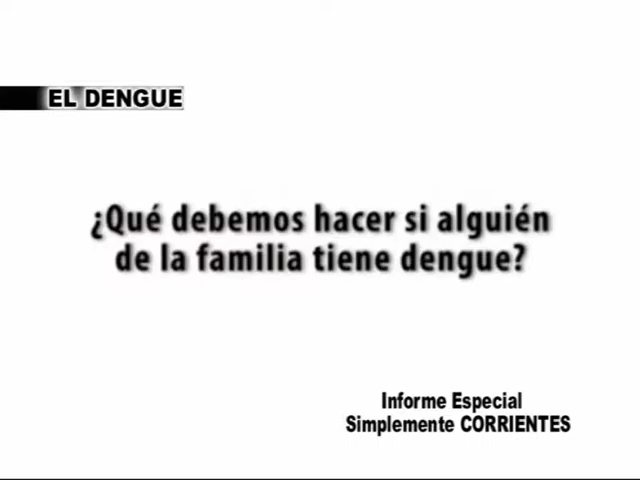 EL DENGUE
¿Qué debemos hacer si alguién
de la familia tiene dengue?
Informe Especial
Simplemente CORRIENTES